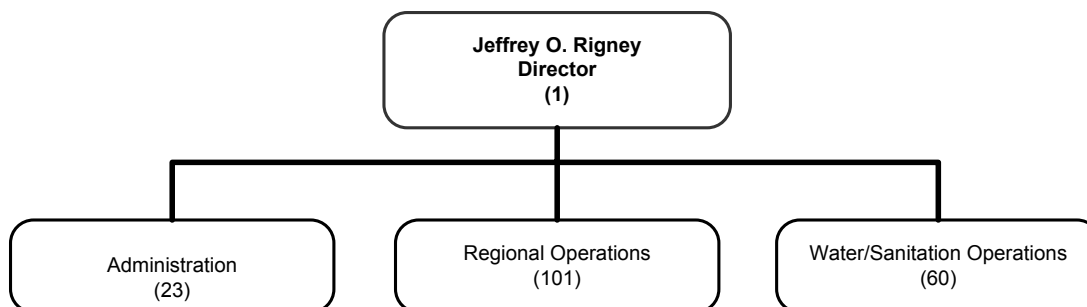 Jeffrey O. Rigney
Director
(1)
Administration
(23)
Regional Operations
(101)
Water/Sanitation Operations
(60)